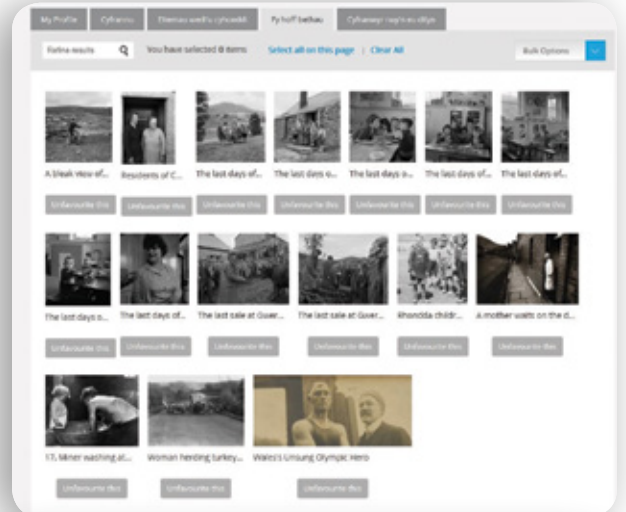 My Profile Cyfrannu Eitemau wedi'u cyhoeddi Fy hoff bethau
Refine results You have selected 0 items Select all on this page | Clear All Bulk Options
A bleak view of... Residents of C... The last days of... The last days o... The last days o... The last days of... The last days of...
Unfavourite this Unfavourite this Unfavourite this Unfavourite this Unfavourite this Unfavourite this Unfavourite this
The last days o... The last days of... The last sale at Gwer... The last sale at Gwer... Rhondda childr... A mother waits on the d...
Unfavourite this Unfavourite this Unfavourite this Unfavourite this Unfavourite this Unfavourite this
17. Miner washing at... Woman herding turkey... Wales's Unsung Olympic Hero
Unfavourite this Unfavourite this Unfavourite this